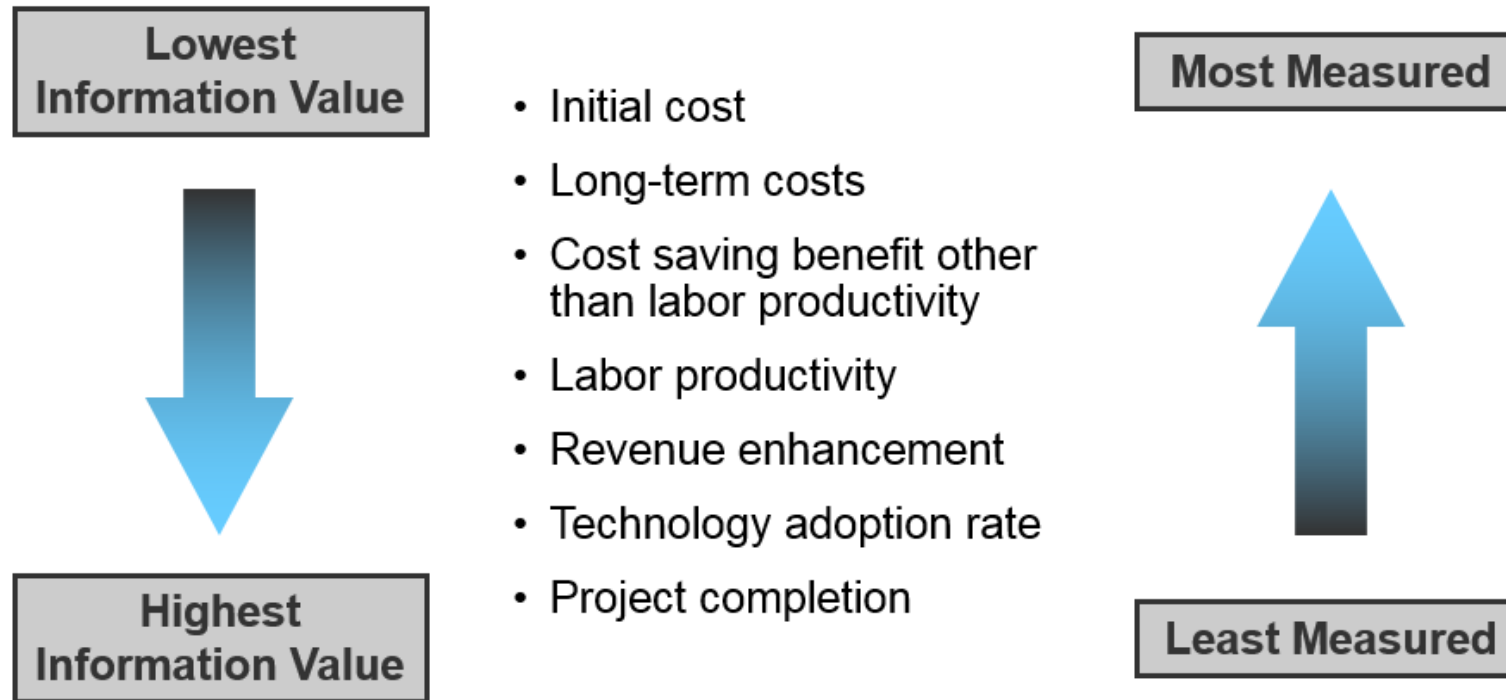 Lowest
Information Value
Most Measured
• Initial cost
• Long-term costs
• Cost saving benefit other
than labor productivity
• Labor productivity
• Revenue enhancement
• Technology adoption rate
• Project completion
Highest
Information Value
Least Measured